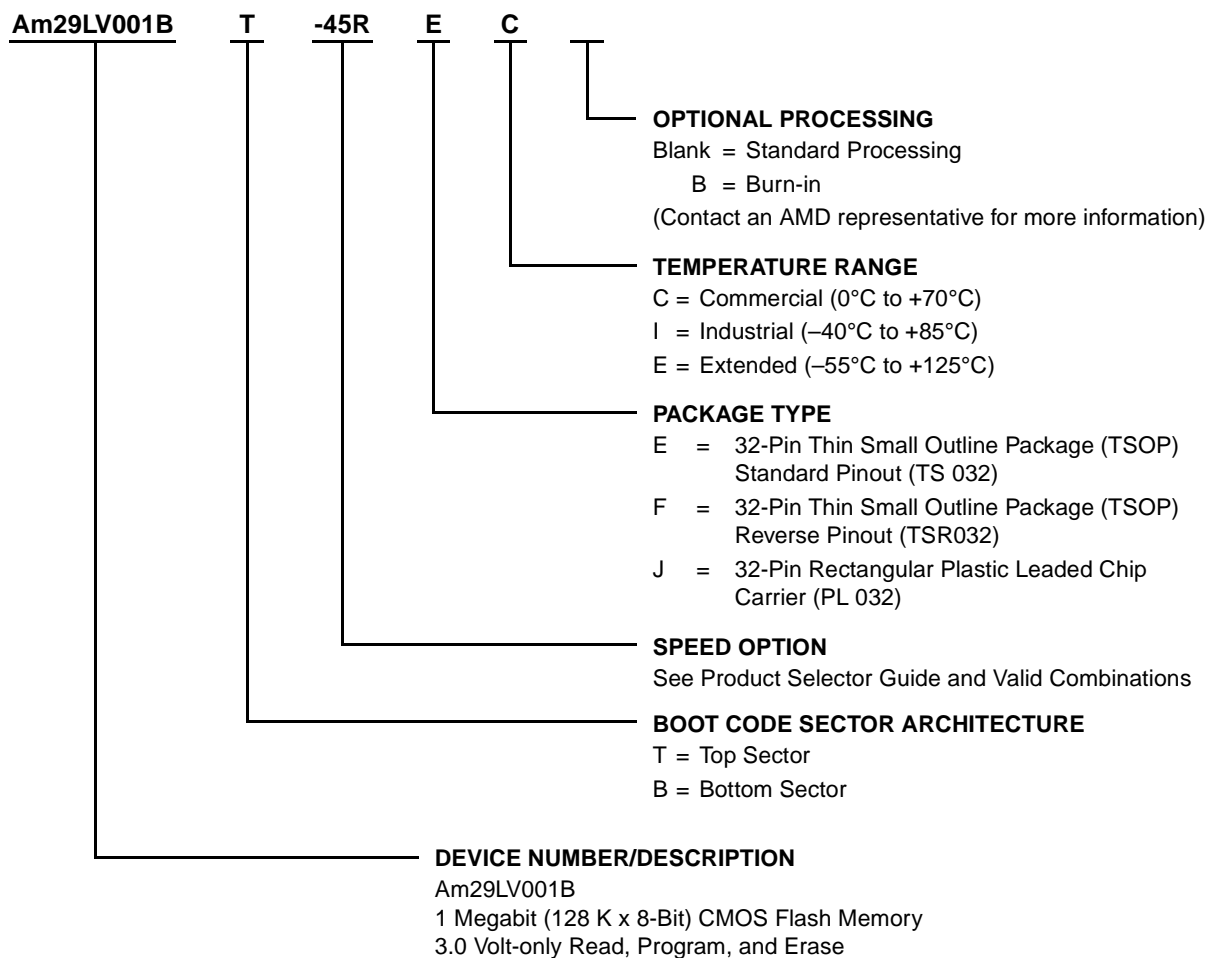 Am29LV001B T -45R E C
OPTIONAL PROCESSING
Blank = Standard Processing
B = Burn-in
(Contact an AMD representative for more information)
TEMPERATURE RANGE
C = Commercial (0°C to +70°C)
I = Industrial (–40°C to +85°C)
E = Extended (–55°C to +125°C)
PACKAGE TYPE
E = 32-Pin Thin Small Outline Package (TSOP)
Standard Pinout (TS 032)
F = 32-Pin Thin Small Outline Package (TSOP)
Reverse Pinout (TSR032)
J = 32-Pin Rectangular Plastic Leaded Chip
Carrier (PL 032)
SPEED OPTION
See Product Selector Guide and Valid Combinations
BOOT CODE SECTOR ARCHITECTURE
T = Top Sector
B = Bottom Sector
DEVICE NUMBER/DESCRIPTION
Am29LV001B
1 Megabit (128 K x 8-Bit) CMOS Flash Memory
3.0 Volt-only Read, Program, and Erase